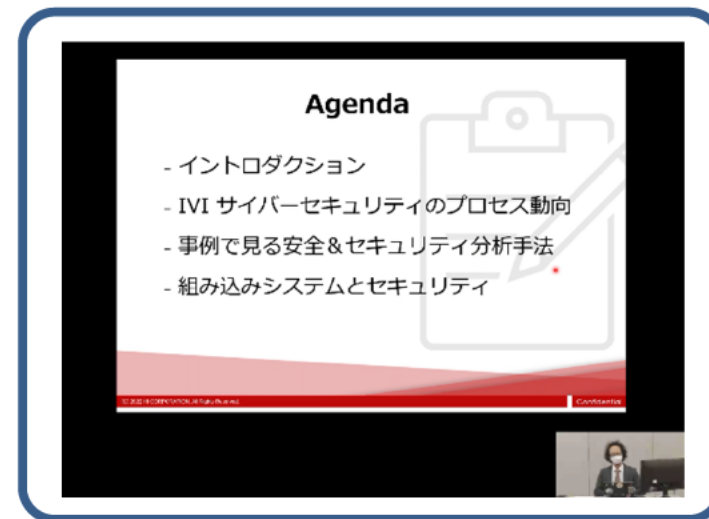 Agenda
- イントロダクション
- IVI サイバーセキュリティのプロセス動向
- 事例で見る安全&セキュリティ分析手法
- 組み込みシステムとセキュリティ
Confidential